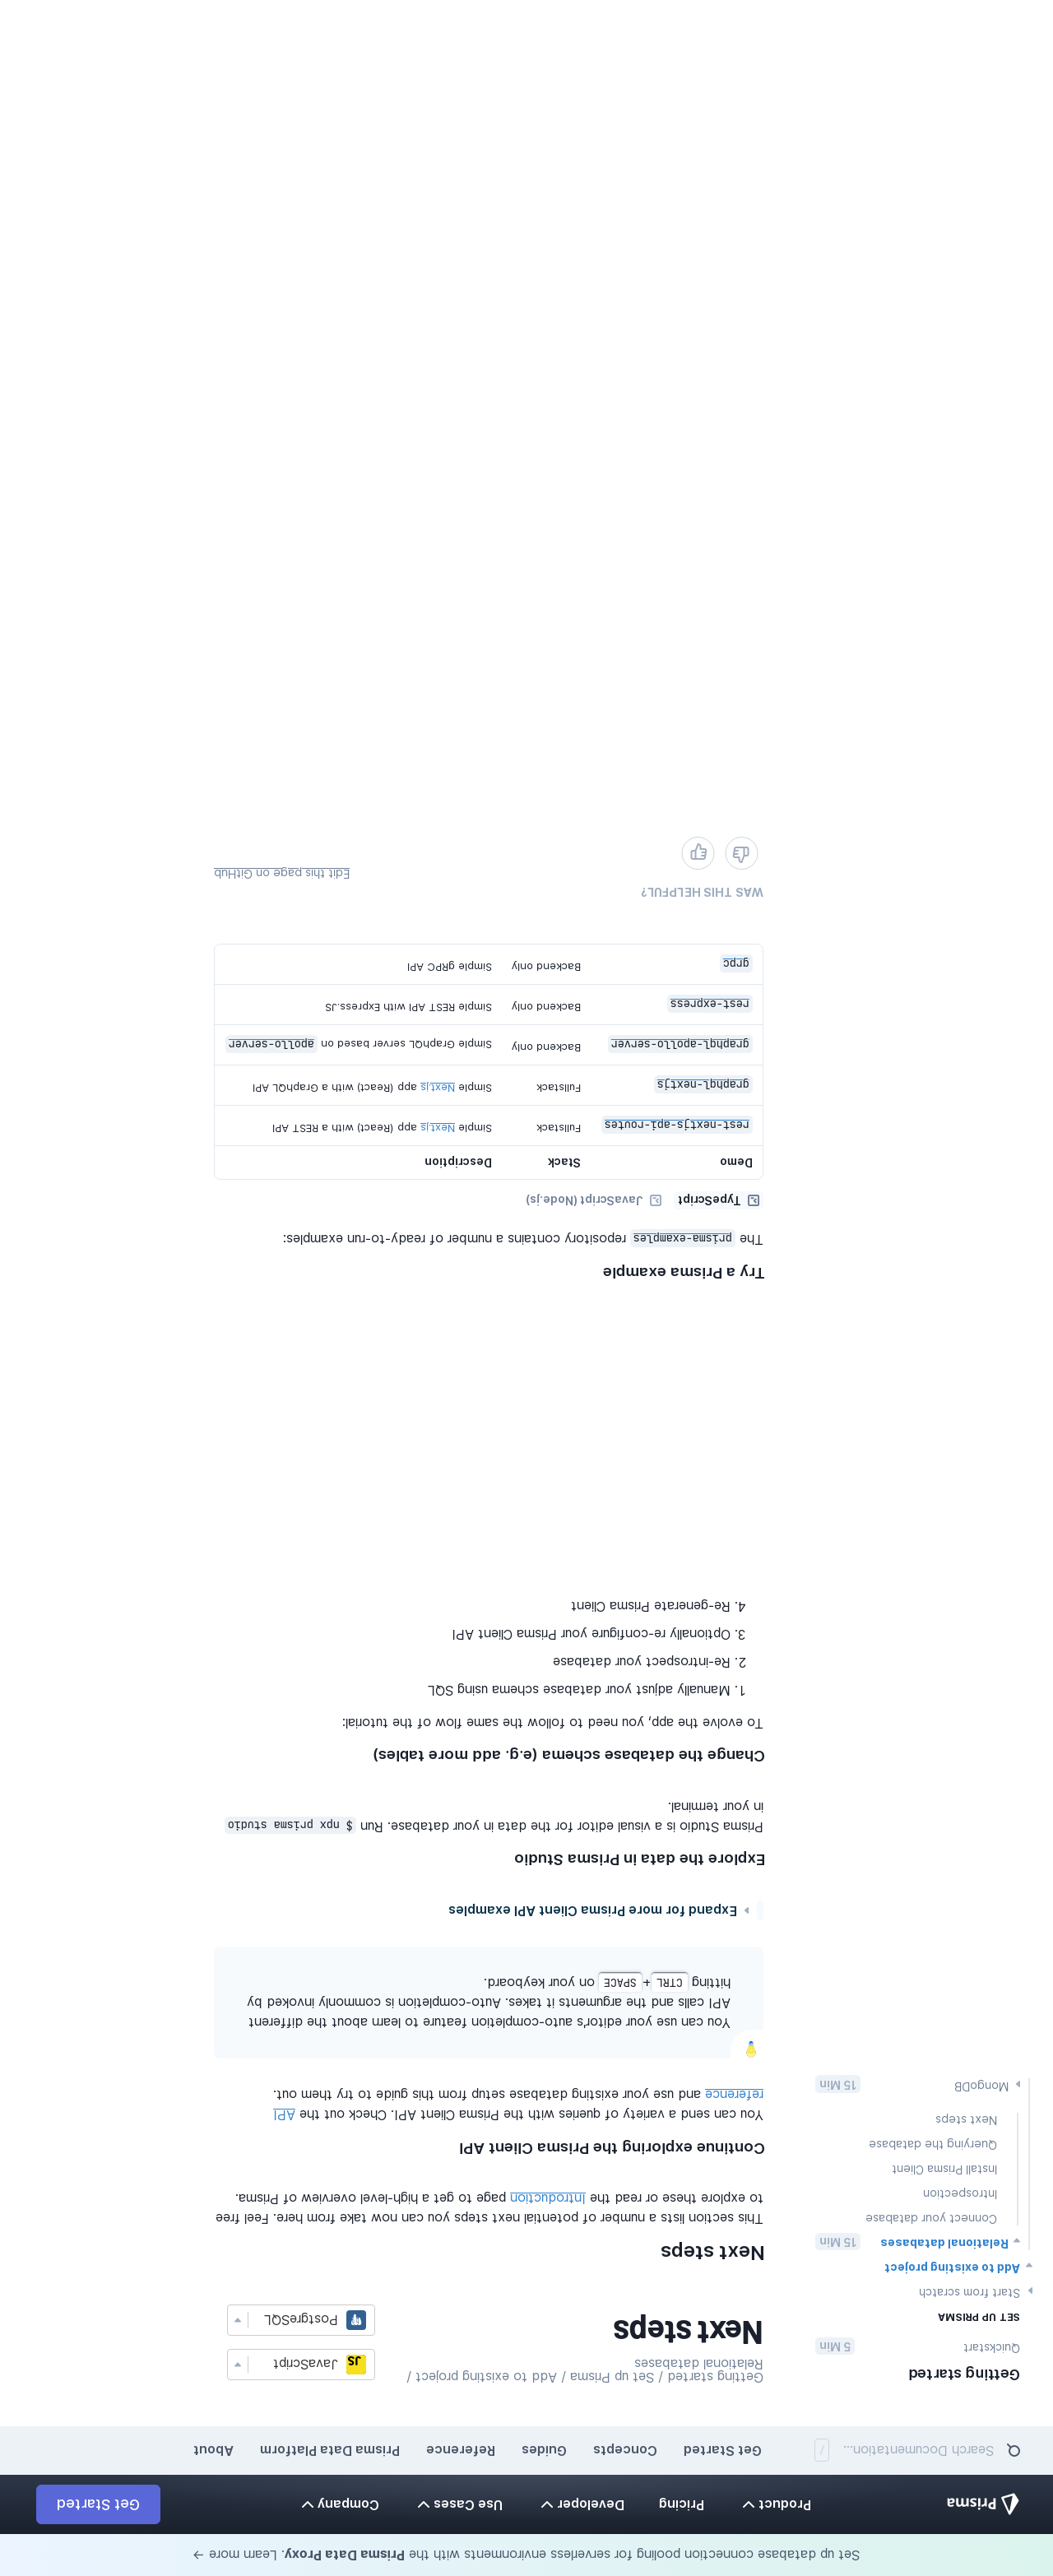 Set up database connection pooling for serverless environments with the Prisma Data Proxy. Learn more →
Prisma
Product
Pricing
Developer
Use Cases
Company
Get Started
Search Documentation...
/
Get Started
Concepts
Guides
Reference
Prisma Data Platform
About
Getting started
Quickstart
5 Min
SET UP PRISMA
Start from scratch
Add to exisiting project
Relational databases
15 Min
Connect your database
Introspection
Install Prisma Client
Querying the database
Next steps
MongoDB
15 Min
Getting started / Set up Prisma / Add to exisiting project /
Relational databases
Next steps
JS
JavaScript
PostgreSQL
Next steps
This section lists a number of potential next steps you can now take from here. Feel free
to explore these or read the Introduction page to get a high-level overview of Prisma.
Continue exploring the Prisma Client API
You can send a variety of queries with the Prisma Client API. Check out the API
reference and use your existing database setup from this guide to try them out.
You can use your editor's auto-completion feature to learn about the different
API calls and the arguments it takes. Auto-completion is commonly invoked by
hitting CTRL+SPACE on your keyboard.
Expand for more Prisma Client API examples
Explore the data in Prisma Studio
Prisma Studio is a visual editor for the data in your database. Run $ npx prisma studio
in your terminal.
Change the database schema (e.g. add more tables)
To evolve the app, you need to follow the same flow of the tutorial:
1. Manually adjust your database schema using SQL
2. Re-introspect your database
3. Optionally re-configure your Prisma Client API
4. Re-generate Prisma Client
Try a Prisma example
The prisma-examples repository contains a number of ready-to-run examples:
TypeScript
JavaScript (Node.js)
Demo Stack Description
rest-nextjs-api-routes Fullstack Simple Next.js app (React) with a REST API
graphql-nextjs Fullstack Simple Next.js app (React) with a GraphQL API
graphql-apollo-server Backend only Simple GraphQL server based on apollo-server
rest-express Backend only Simple REST API with Express.JS
grpc Backend only Simple gRPC API
WAS THIS HELPFUL?
Edit this page on GitHub